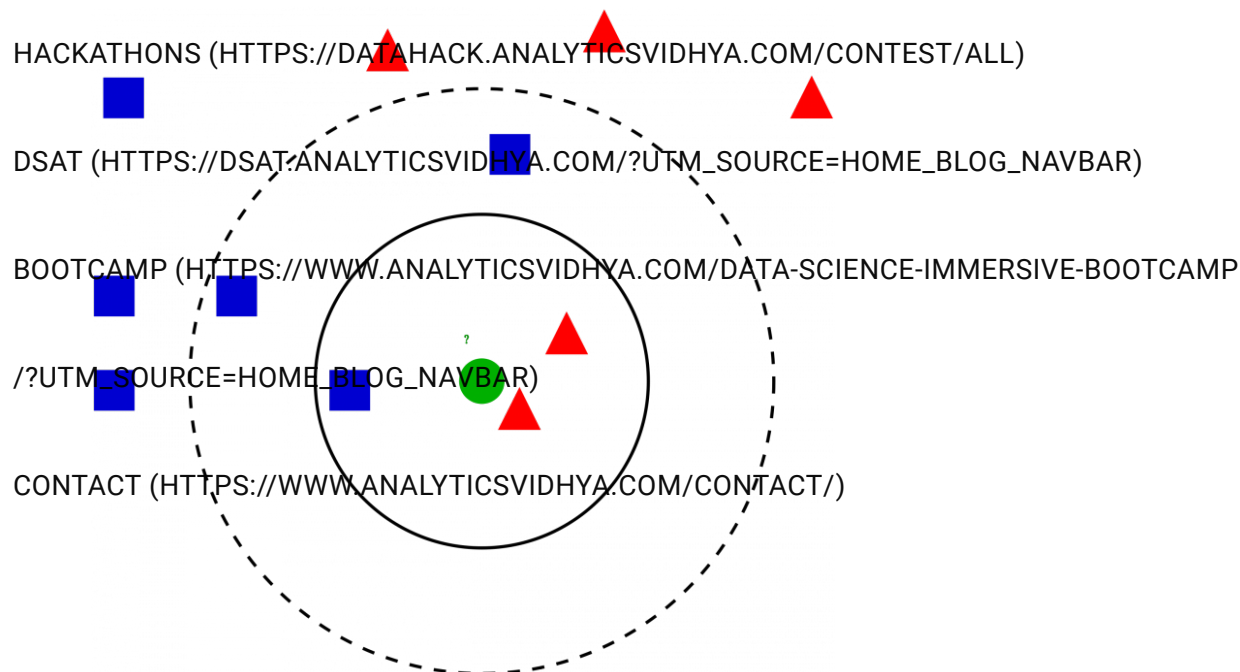 HACKATHONS (HTTPS://DATAHACK.ANALYTICSVIDHYA.COM/CONTEST/ALL)
DSAT (HTTPS://DSAT.ANALYTICSVIDHYA.COM/?UTM_SOURCE=HOME_BLOG_NAVBAR)
BOOTCAMP (HTTPS://WWW.ANALYTICSVIDHYA.COM/DATA-SCIENCE-IMMERSIVE-BOOTCAMP
?
/?UTM_SOURCE=HOME_BLOG_NAVBAR)
CONTACT (HTTPS://WWW.ANALYTICSVIDHYA.COM/CONTACT/)